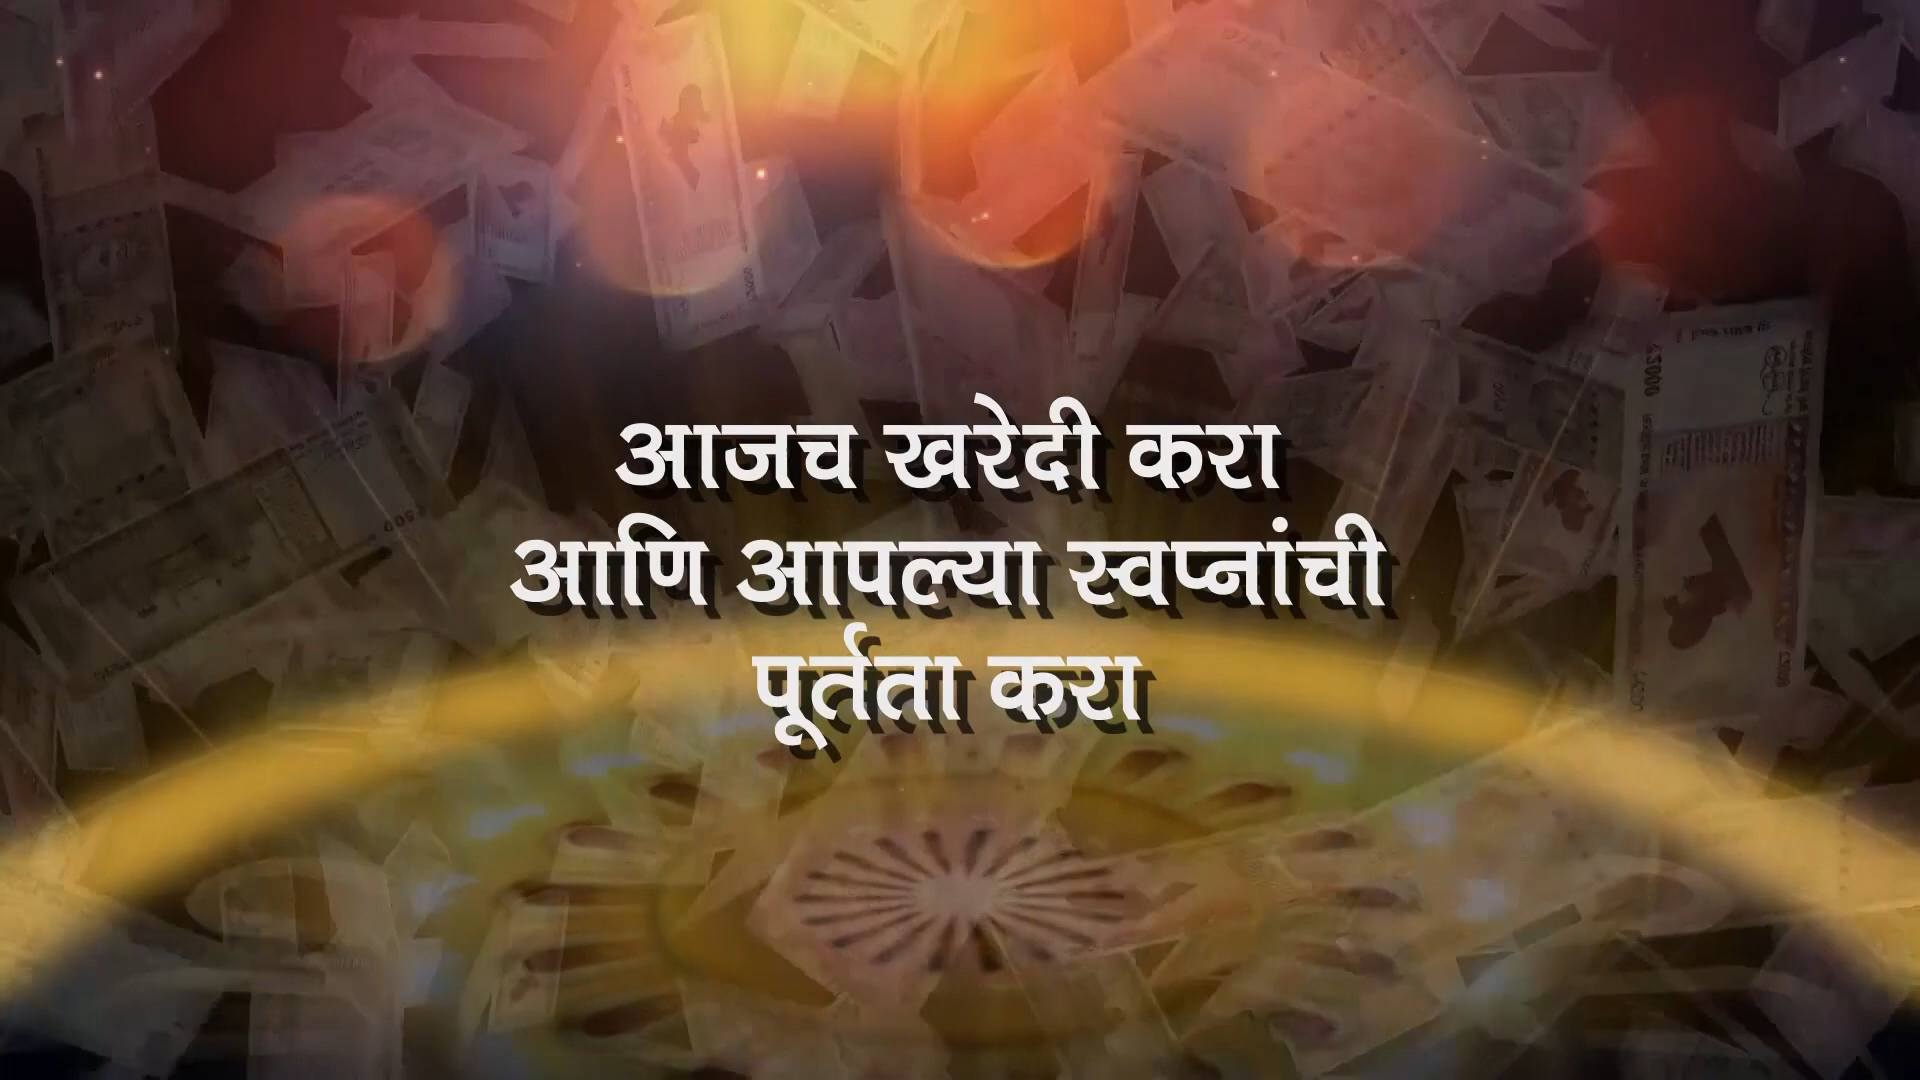 आजच खरेदी करा
आणि आपल्या स्वप्नांची
पूर्तता करा